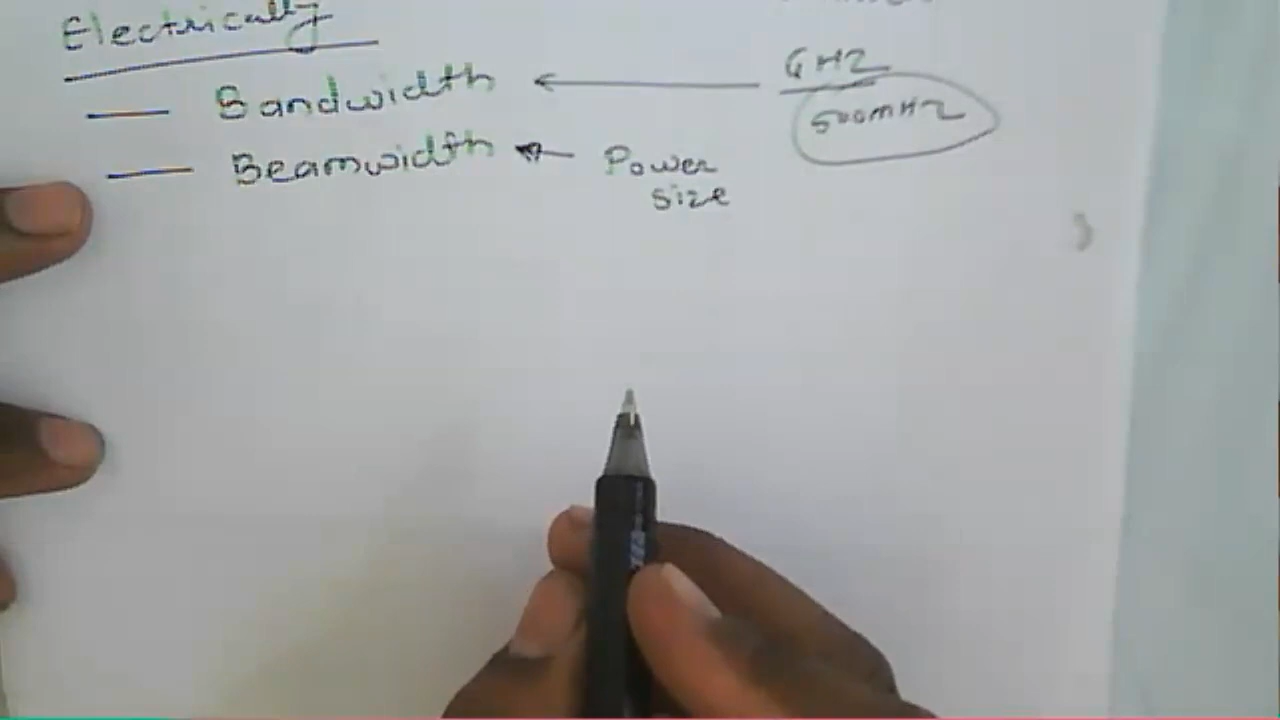 Electrically
— Bandwidth ← GHZ
500MHZ
— Beamwidth ← Power
size